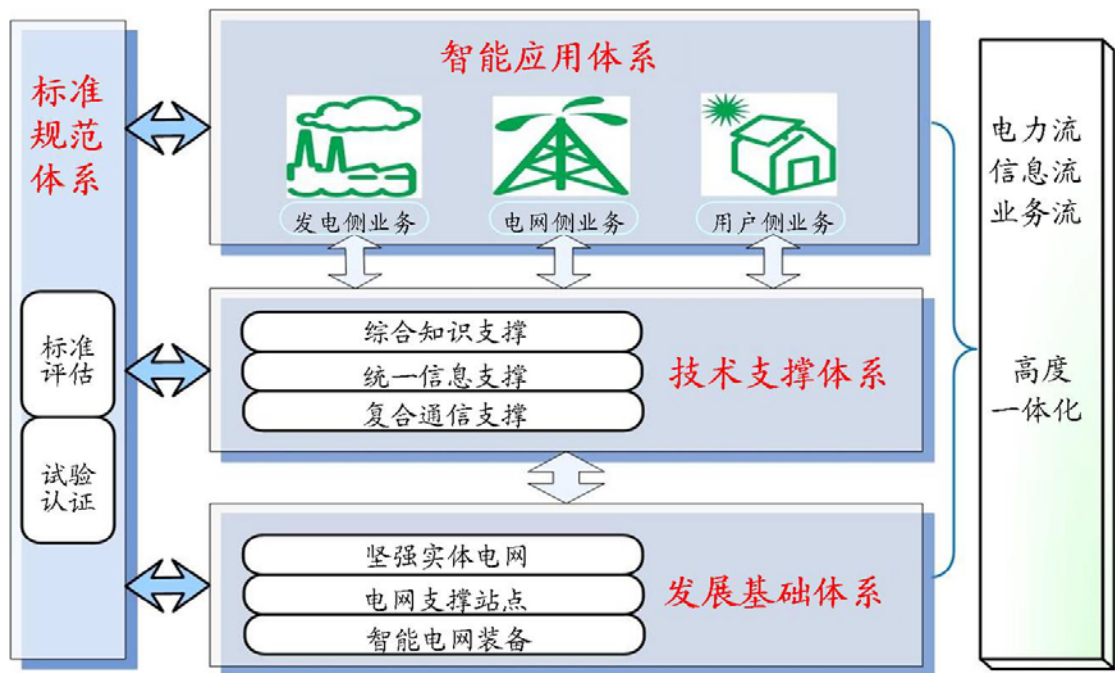 标准
规范
体系
标准
评估
试验
认证
智能应用体系
发电侧业务
电网侧业务
用户侧业务
综合知识支撑
统一信息支撑
复合通信支撑
技术支撑体系
坚强实体电网
电网支撑站点
智能电网装备
发展基础体系
电力流
信息流
业务流
高度
一体化